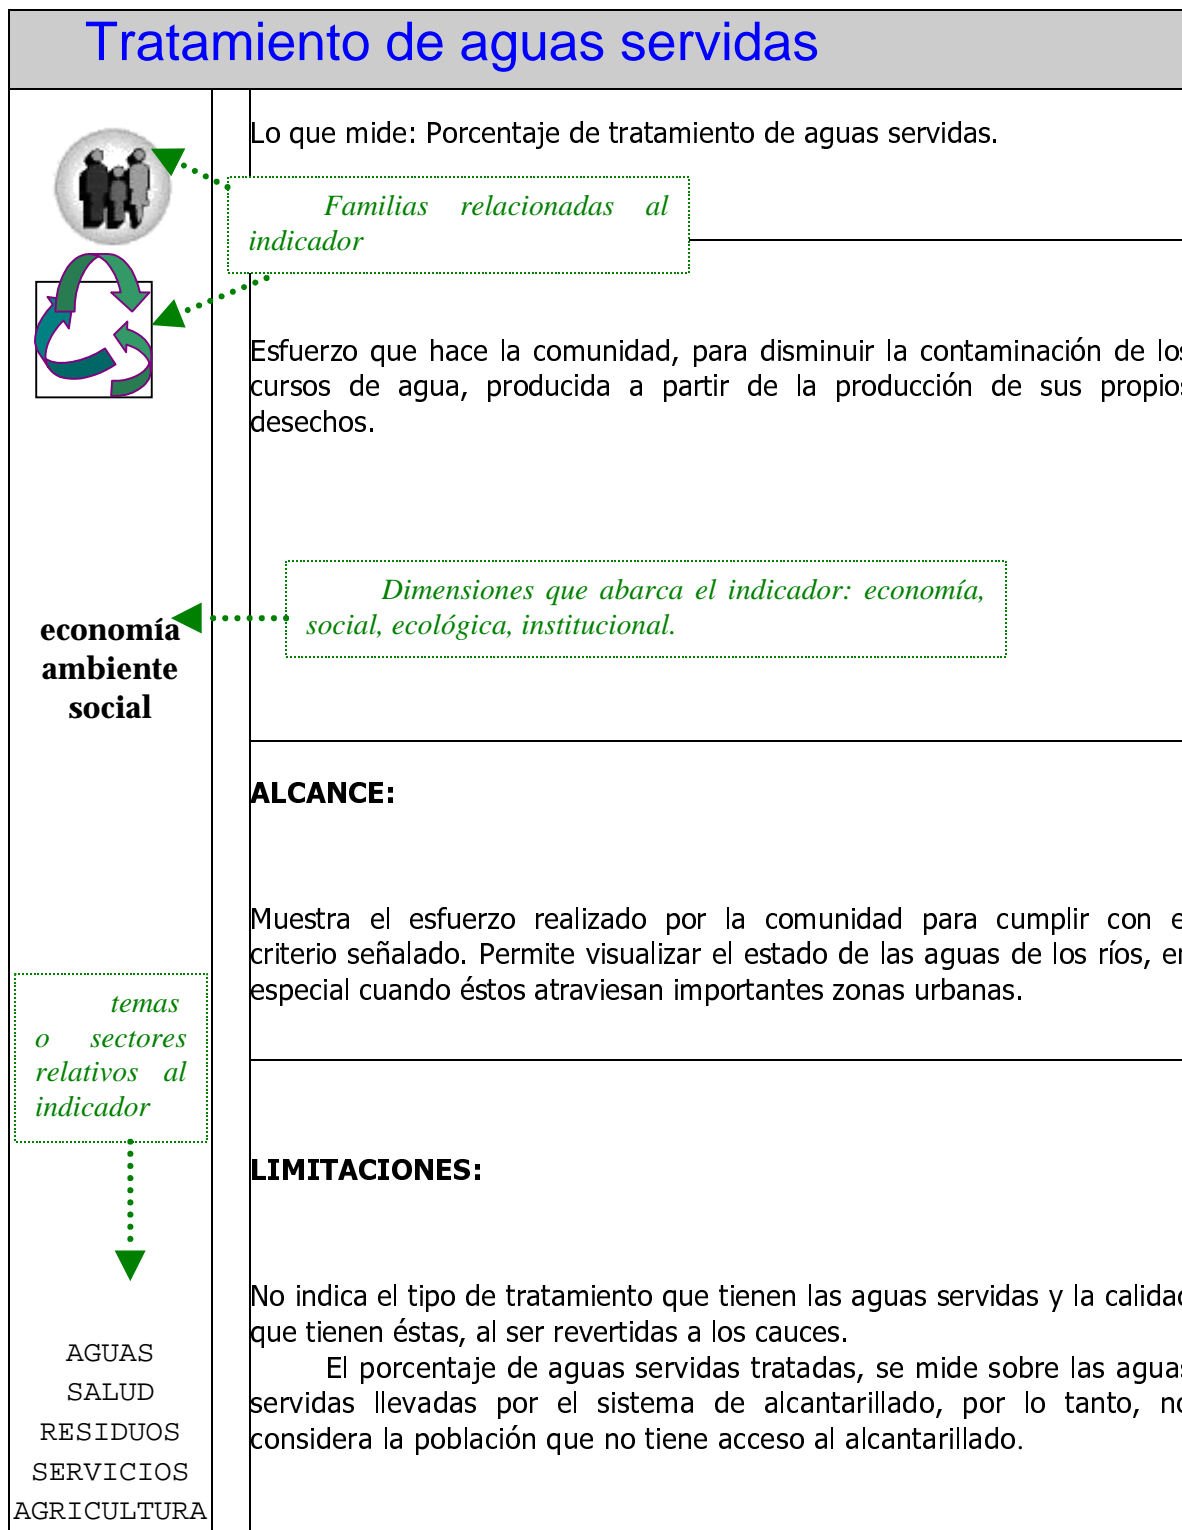 Tratamiento de aguas servidas
Lo que mide: Porcentaje de tratamiento de aguas servidas.
Familias relacionadas al
indicador
Esfuerzo que hace la comunidad, para disminuir la contaminación de los
cursos de agua, producida a partir de la producción de sus propios
desechos.
Dimensiones que abarca el indicador: economía,
social, ecológica, institucional.
economía
ambiente
social
ALCANCE:
Muestra el esfuerzo realizado por la comunidad para cumplir con e
criterio señalado. Permite visualizar el estado de las aguas de los ríos, en
especial cuando éstos atraviesan importantes zonas urbanas.
temas
o sectores
relativos al
indicador
LIMITACIONES:
No indica el tipo de tratamiento que tienen las aguas servidas y la calidad
que tienen éstas, al ser revertidas a los cauces.
El porcentaje de aguas servidas tratadas, se mide sobre las aguas
servidas llevadas por el sistema de alcantarillado, por lo tanto, no
considera la población que no tiene acceso al alcantarillado.
AGUAS
SALUD
RESIDUOS
SERVICIOS
AGRICULTURA